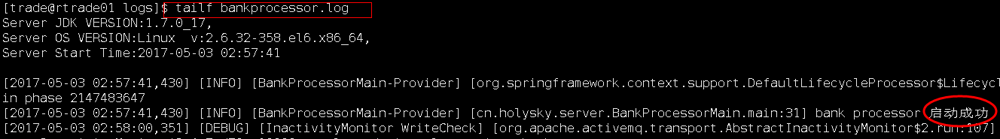 [trade@rtrade01 logs]$ tailf bankprocessor.log
Server JDK VERSION:1.7.0_17,
Server OS VERSION:Linux  v:2.6.32-358.el6.x86_64,
Server Start Time:2017-05-03 02:57:41
[2017-05-03 02:57:41,430] [INFO] [BankProcessorMain-Provider] [org.springframework.context.support.DefaultLifecycleProcessor$Lifecycl
in phase 2147483647
[2017-05-03 02:57:41,430] [INFO] [BankProcessorMain-Provider] [cn.holysky.server.BankProcessorMain.main:31] bank processor 启动成功
[2017-05-03 02:58:00,351] [DEBUG] [InactivityMonitor WriteCheck] [org.apache.activemq.transport.AbstractInactivityMonitor$2.run:107]